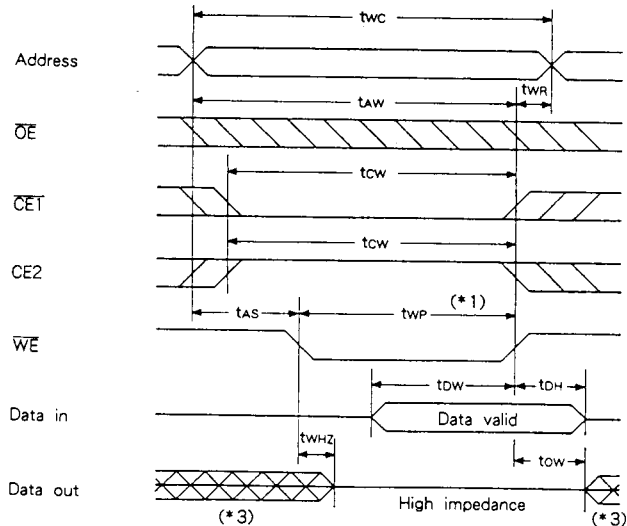 tWC
Address
tWR
tAW
OE
tCW
CE1
tCW
CE2
tAS
tWP
(*1)
WE
tDW
tDH
Data in
Data valid
tWHZ
tOW
Data out
High impedance
(*3)
(*3)